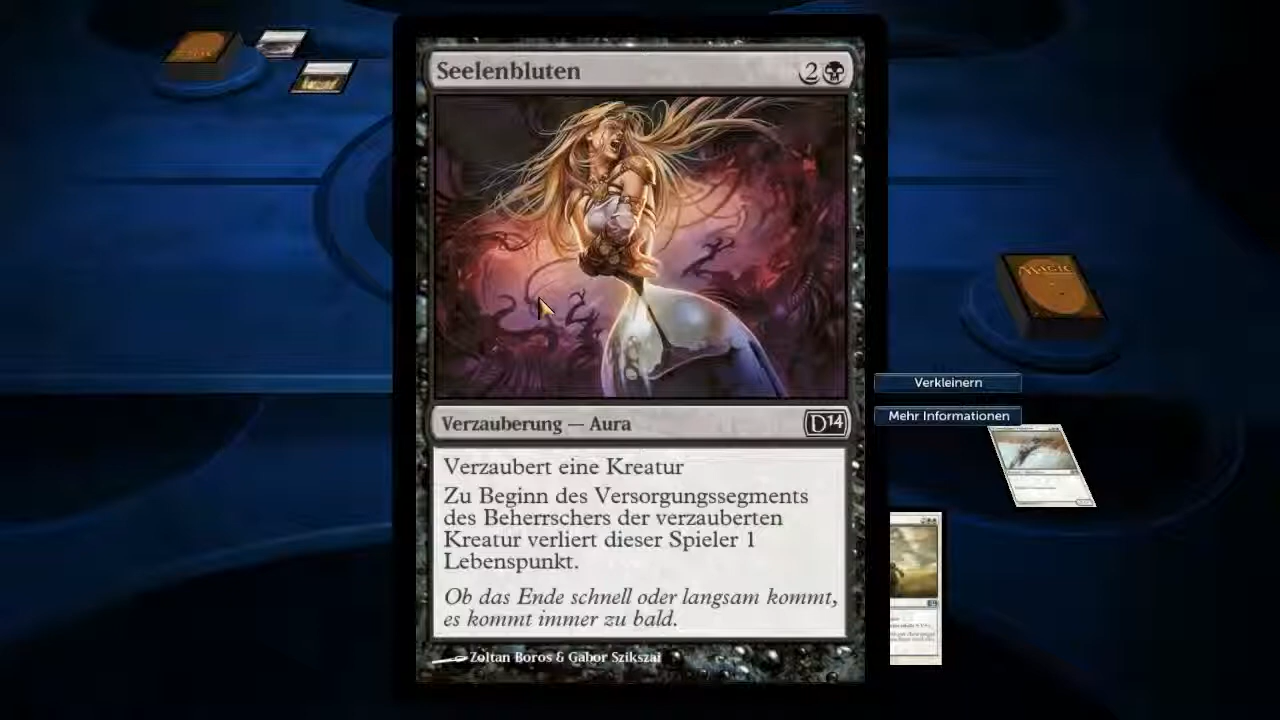 Seelenbluten 2
Verzauberung — Aura D14
Verzaubert eine Kreatur
Zu Beginn des Versorgungssegments
des Beherrschers der verzauberten
Kreatur verliert dieser Spieler 1
Lebenspunkt.
Ob das Ende schnell oder langsam kommt,
es kommt immer zu bald.
Zoltan Boros & Gabor Szikszai
MAGIC
Verkleinern
Mehr Informationen